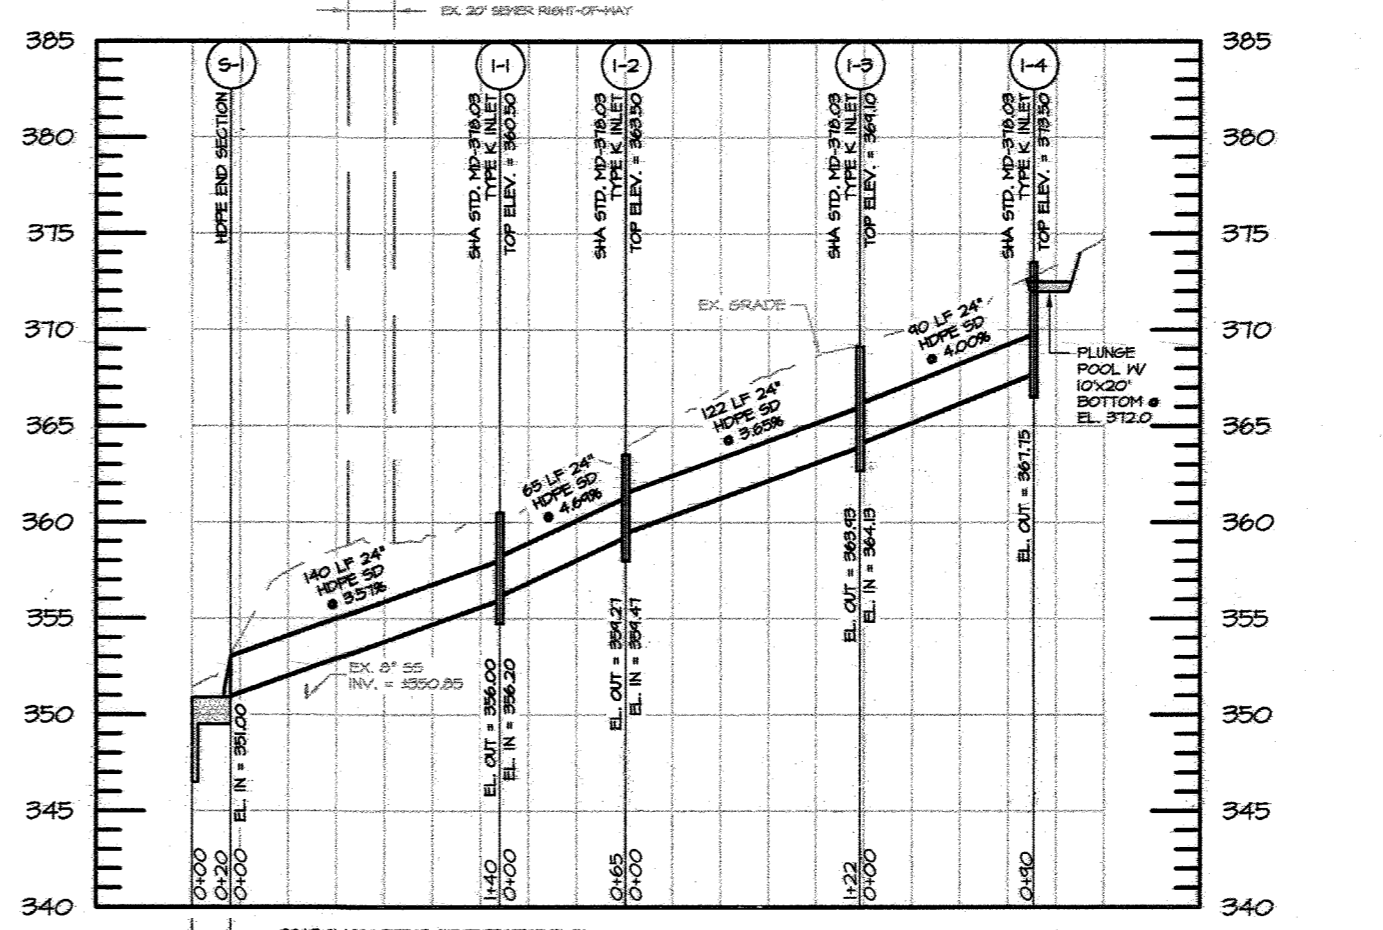 EX. 20' SEWER RIGHT-OF-WAY
385
385
S-1
I-1
I-2
I-3
I-4
HDPE END SECTION
SHA STD. MD-378.03
TYPE K INLET
TOP ELEV. = 360.50
SHA STD. MD-378.03
TYPE K INLET
TOP ELEV. = 363.50
SHA STD. MD-378.03
TYPE K INLET
TOP ELEV. = 369.10
SHA STD. MD-378.03
TYPE K INLET
TOP ELEV. = 373.50
380
380
375
375
370
370
EX. GRADE
90 LF 24"
HDPE SD
@ 4.00%
PLUNGE
POOL W/
10'X20'
BOTTOM @
EL. 372.0
122 LF 24"
HDPE SD
@ 3.65%
365
365
65 LF 24"
HDPE SD
@ 4.69%
360
360
140 LF 24"
HDPE SD
@ 3.57%
355
355
EX. 8" SS
INV. = ±350.85
350
350
EL. IN = 351.00
EL. OUT = 356.00
EL. IN = 356.20
EL. OUT = 359.27
EL. IN = 359.47
EL. OUT = 363.93
EL. IN = 364.13
EL. OUT = 367.75
345
345
0+00
0+20
0+00
1+40
0+00
0+65
0+00
1+22
0+00
0+90
340
340